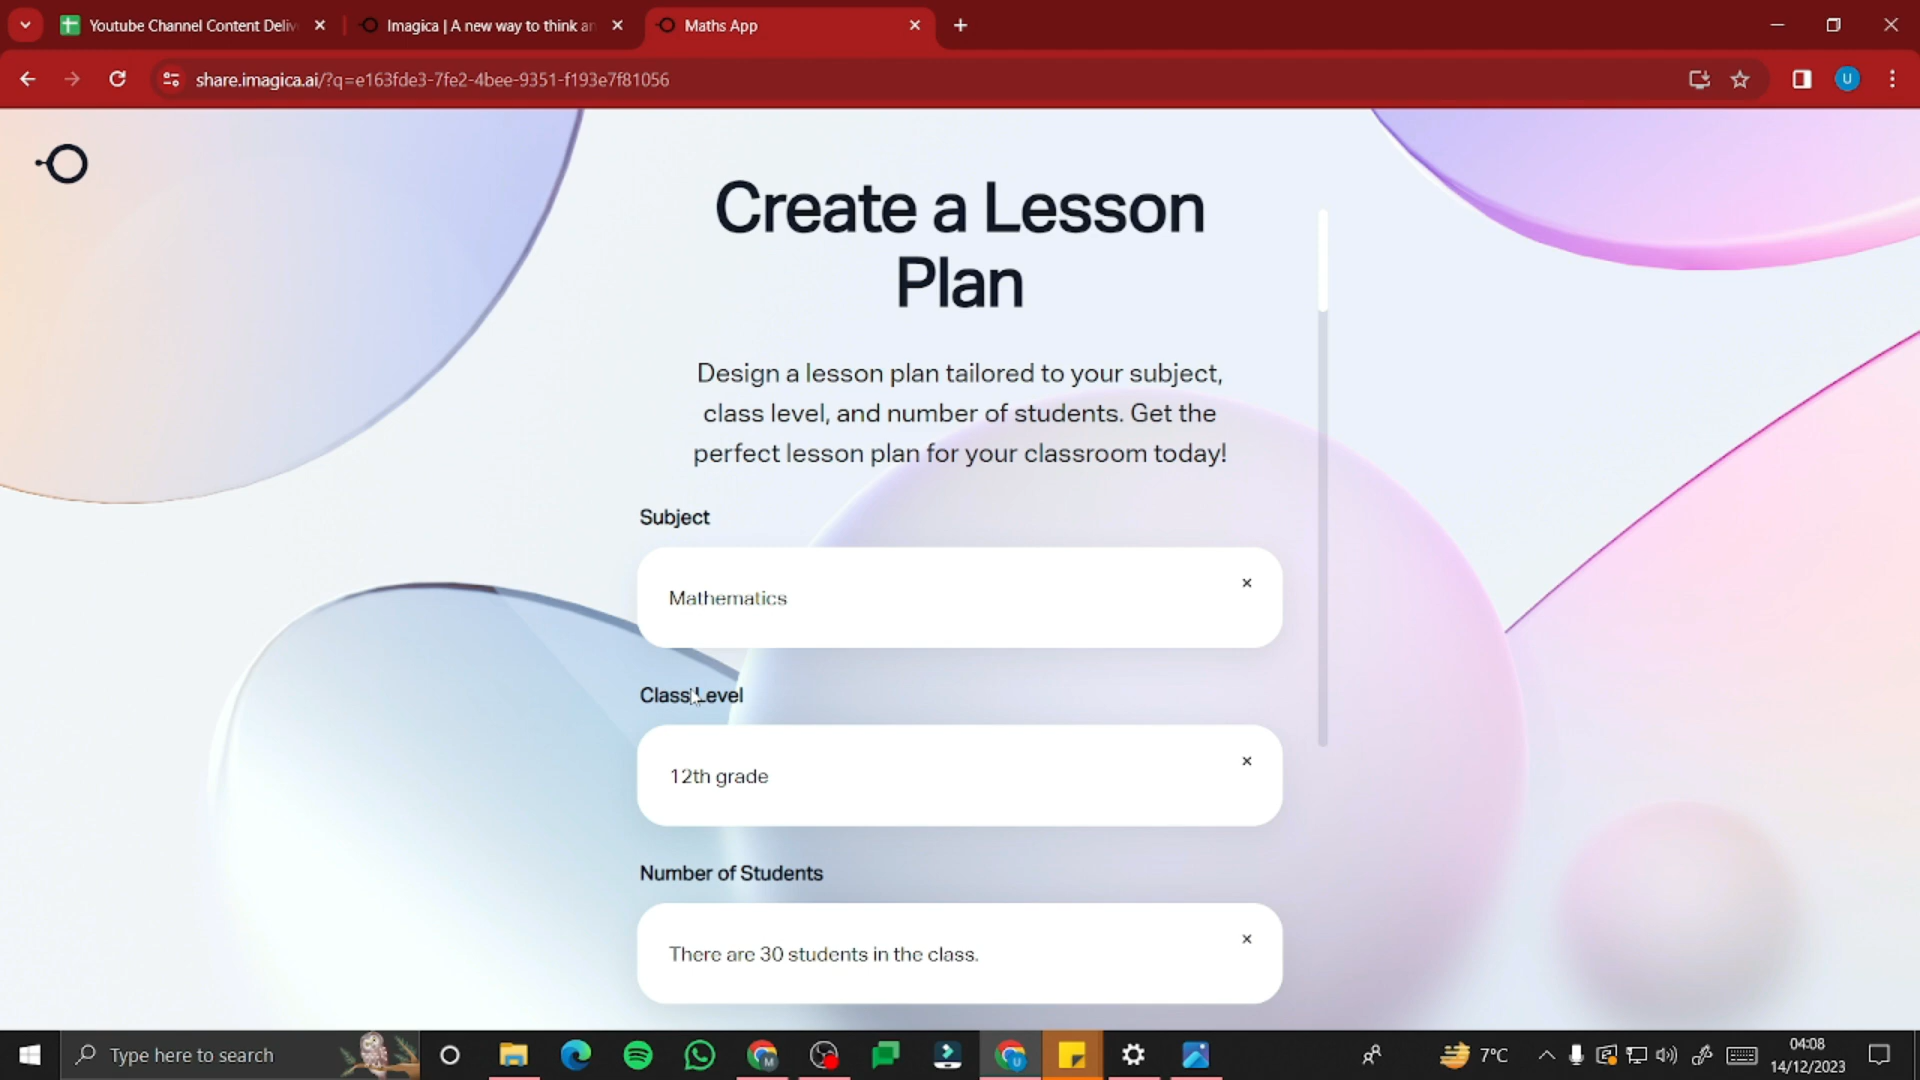 Youtube Channel Content Deliv
Imagica | A new way to think an
Maths App
share.imagica.ai/?q=e163fde3-7fe2-4bee-9351-f193e7f81056
U
Create a Lesson
Plan
Design a lesson plan tailored to your subject,
class level, and number of students. Get the
perfect lesson plan for your classroom today!
Subject
Mathematics
Class Level
12th grade
Number of Students
There are 30 students in the class.
Type here to search
7°C
04:08
14/12/2023